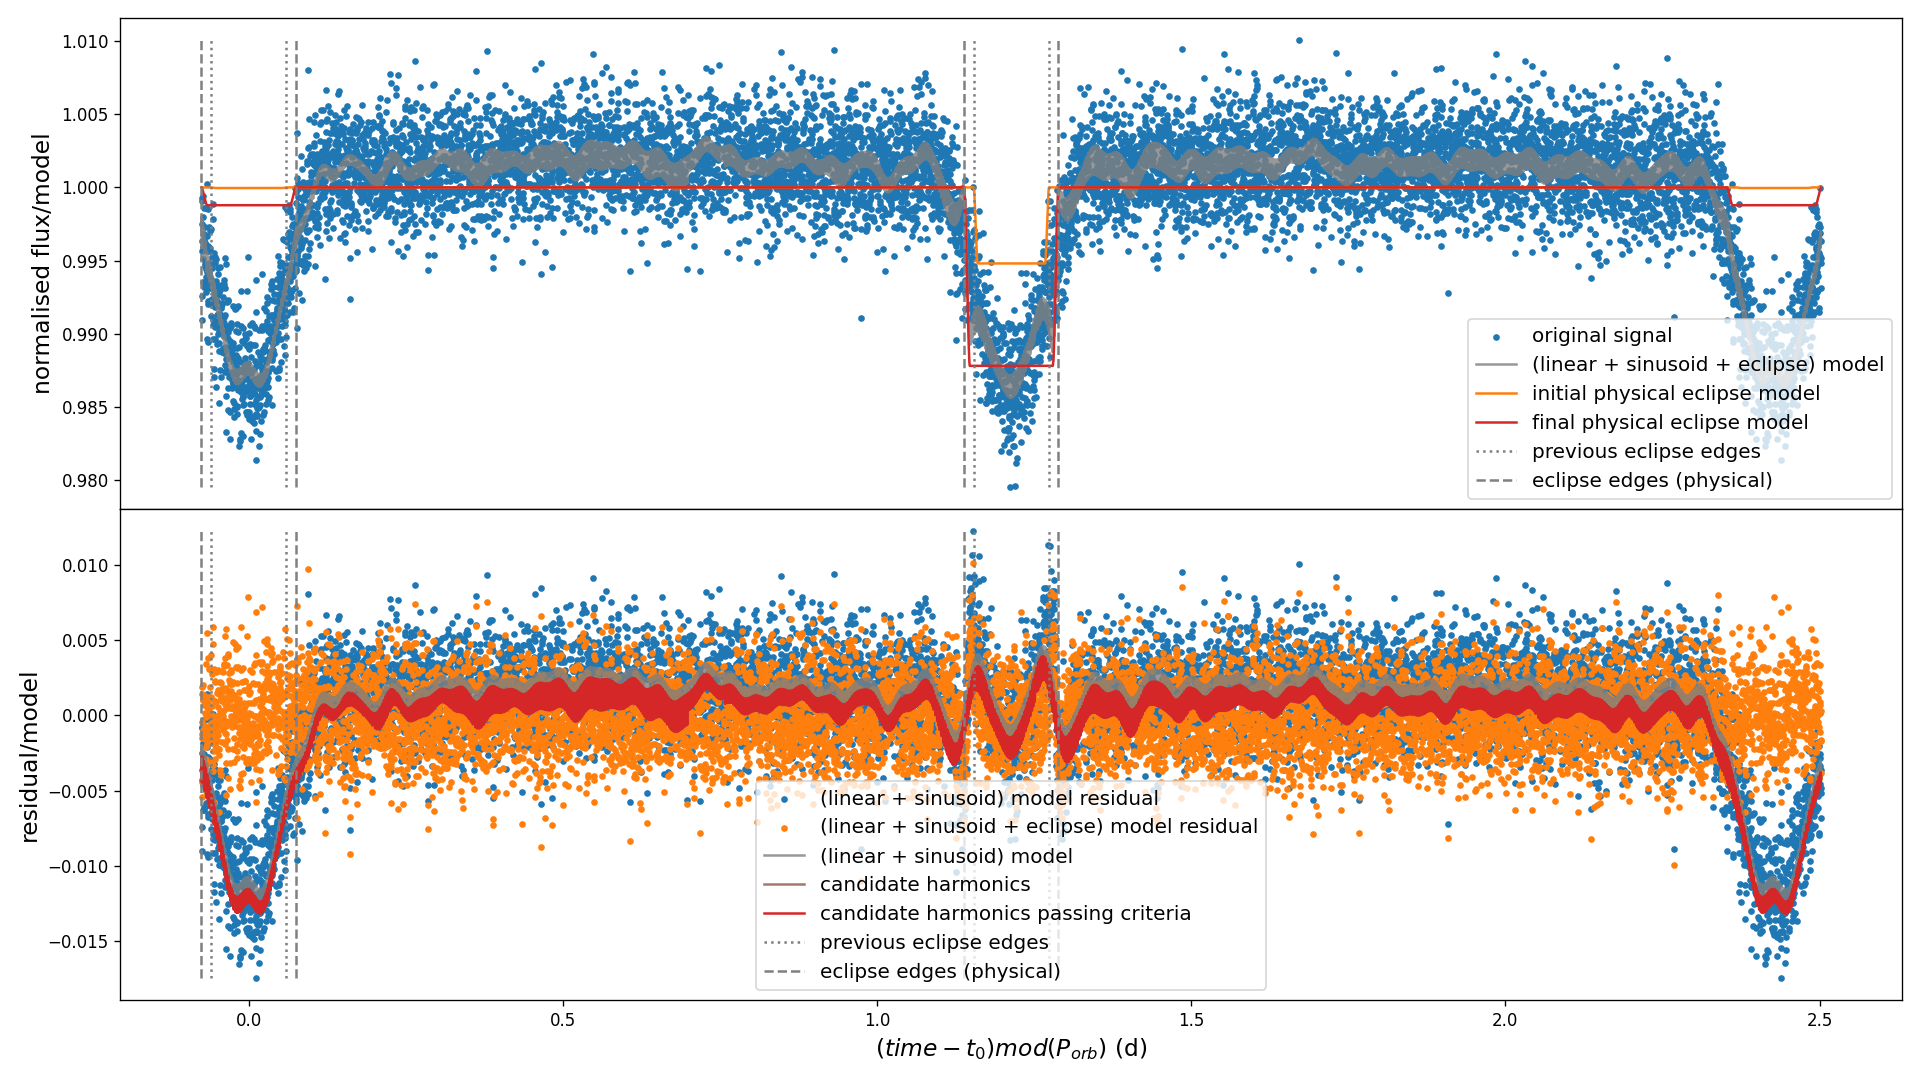 1.010
1.005
1.000
0.995
0.990
0.985
0.980
normalised flux/model
original signal
(linear + sinusoid + eclipse) model
initial physical eclipse model
final physical eclipse model
previous eclipse edges
eclipse edges (physical)
0.010
0.005
0.000
−0.005
−0.010
−0.015
residual/model
(linear + sinusoid) model residual
(linear + sinusoid + eclipse) model residual
(linear + sinusoid) model
candidate harmonics
candidate harmonics passing criteria
previous eclipse edges
eclipse edges (physical)
0.0 0.5 1.0 1.5 2.0 2.5
(time − t₀)mod(Pₒᵣb) (d)